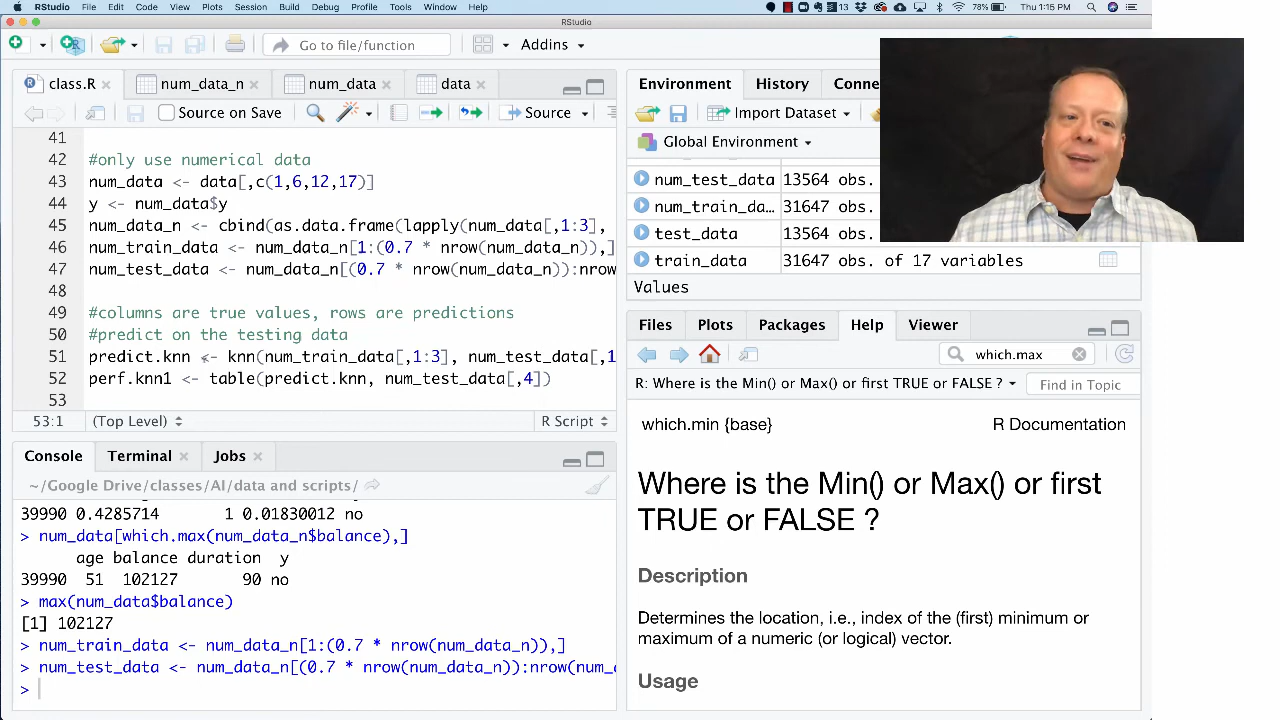 RStudio File Edit Code View Plots Session Build Debug Profile Tools Window Help 13 78% Thu 1:15 PM
RStudio
Go to file/function Addins
class.R num_data_n num_data data
Source on Save Source
41
42 #only use numerical data
43 num_data <- data[,c(1,6,12,17)]
44 y <- num_data$y
45 num_data_n <- cbind(as.data.frame(lapply(num_data[,1:3],
46 num_train_data <- num_data_n[1:(0.7 * nrow(num_data_n)),]
47 num_test_data <- num_data_n[(0.7 * nrow(num_data_n)):nrow
48
49 #columns are true values, rows are predictions
50 #predict on the testing data
51 predict.knn <- knn(num_train_data[,1:3], num_test_data[,1
52 perf.knn1 <- table(predict.knn, num_test_data[,4])
53
53:1 (Top Level) R Script
Console Terminal Jobs
~/Google Drive/classes/AI/data and scripts/
39990 0.4285714 1 0.01830012 no
> num_data[which.max(num_data_n$balance),]
age balance duration y
39990 51 102127 90 no
> max(num_data$balance)
[1] 102127
> num_train_data <- num_data_n[1:(0.7 * nrow(num_data_n)),]
> num_test_data <- num_data_n[(0.7 * nrow(num_data_n)):nrow(num_d
>
Environment History Conne
Import Dataset
Global Environment
num_test_data 13564 obs.
num_train_da… 31647 obs.
test_data 13564 obs.
train_data 31647 obs. of 17 variables
Values
Files Plots Packages Help Viewer
which.max
R: Where is the Min() or Max() or first TRUE or FALSE ? Find in Topic
which.min {base} R Documentation
Where is the Min() or Max() or first
TRUE or FALSE ?
Description
Determines the location, i.e., index of the (first) minimum or
maximum of a numeric (or logical) vector.
Usage